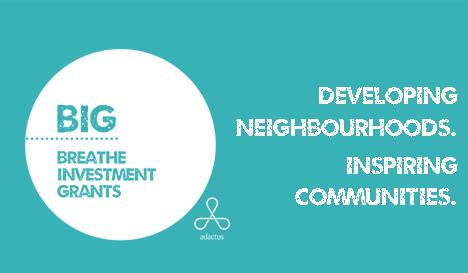 BIG
BREATHE
INVESTMENT
GRANTS
adactus
DEVELOPING
NEIGHBOURHOODS.
INSPIRING
COMMUNITIES.